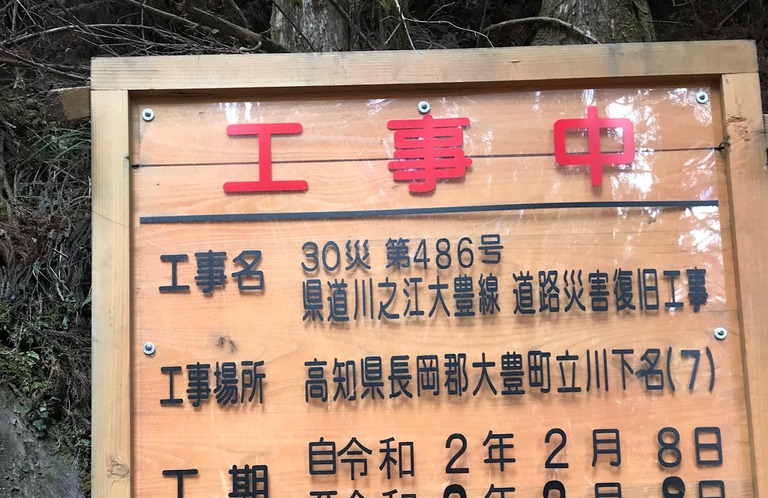 工事中
工事名 30災 第486号
県道川之江大豊線 道路災害復旧工事
工事場所 高知県長岡郡大豊町立川下名(7)
工期 自令和 2年 2月 8日